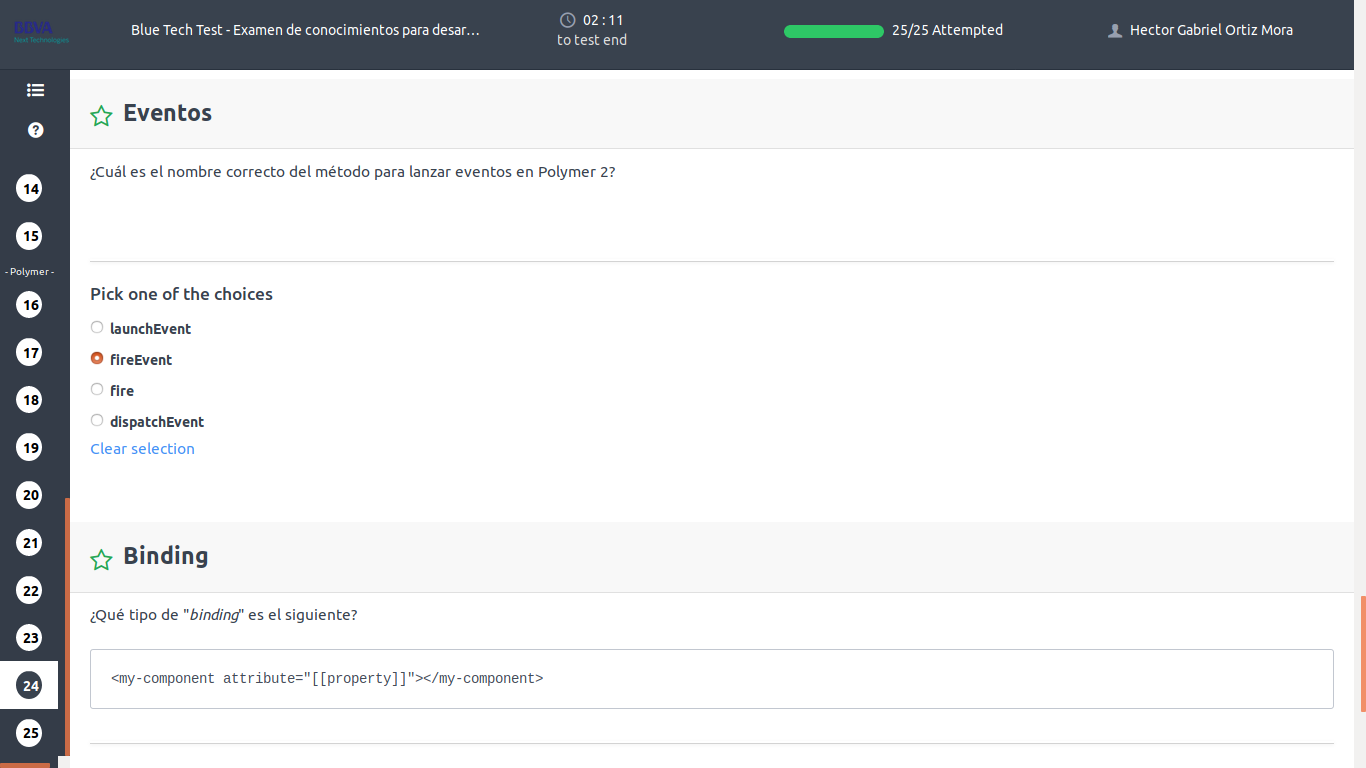 BBVA
Next Technologies
Blue Tech Test - Examen de conocimientos para desar...
02 : 11
to test end
25/25 Attempted
Hector Gabriel Ortiz Mora
Eventos
¿Cuál es el nombre correcto del método para lanzar eventos en Polymer 2?
Pick one of the choices
launchEvent
fireEvent
fire
dispatchEvent
Clear selection
Binding
¿Qué tipo de "binding" es el siguiente?
<my-component attribute="[[property]]"></my-component>
?
14
15
- Polymer -
16
17
18
19
20
21
22
23
24
25